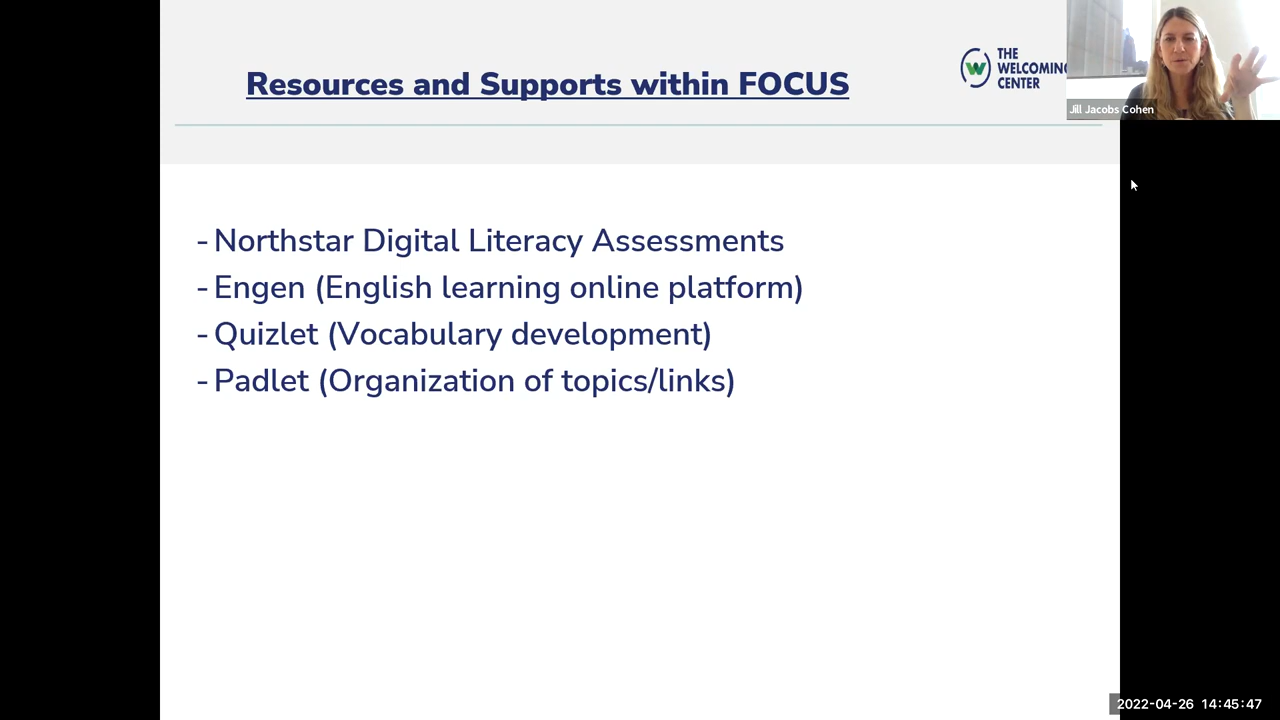 Resources and Supports within FOCUS
THE
WELCOMING
CENTER
Jill Jacobs Cohen
- Northstar Digital Literacy Assessments
- Engen (English learning online platform)
- Quizlet (Vocabulary development)
- Padlet (Organization of topics/links)
2022-04-26 14:45:47